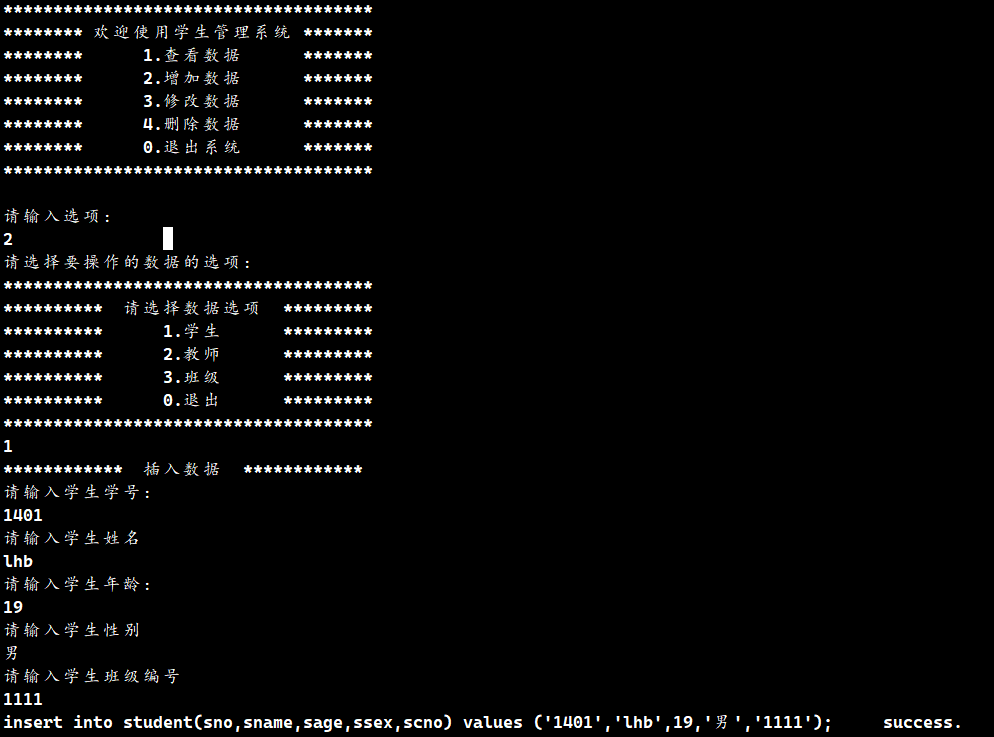 *************************************
******** 欢迎使用学生管理系统 *******
********      1.查看数据      *******
********      2.增加数据      *******
********      3.修改数据      *******
********      4.删除数据      *******
********      0.退出系统      *******
*************************************
请输入选项:
2
请选择要操作的数据的选项:
*************************************
**********  请选择数据选项  *********
**********      1.学生      *********
**********      2.教师      *********
**********      3.班级      *********
**********      0.退出      *********
*************************************
1
************  插入数据  ************
请输入学生学号:
1401
请输入学生姓名
lhb
请输入学生年龄:
19
请输入学生性别
男
请输入学生班级编号
1111
insert into student(sno,sname,sage,ssex,scno) values ('1401','lhb',19,'男','1111');     success.